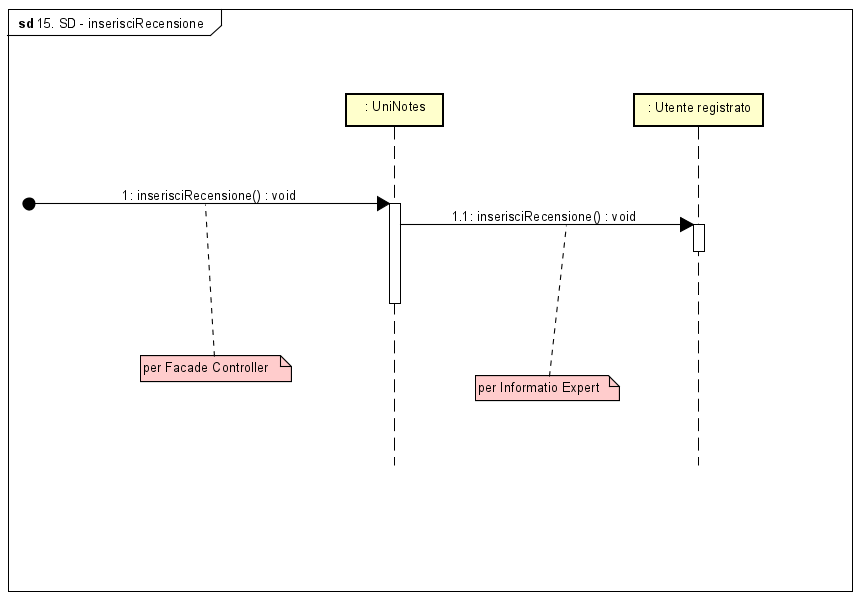 sd 15. SD - inserisciRecensione
: UniNotes
: Utente registrato
1: inserisciRecensione() : void
1.1: inserisciRecensione() : void
per Facade Controller
per Informatio Expert